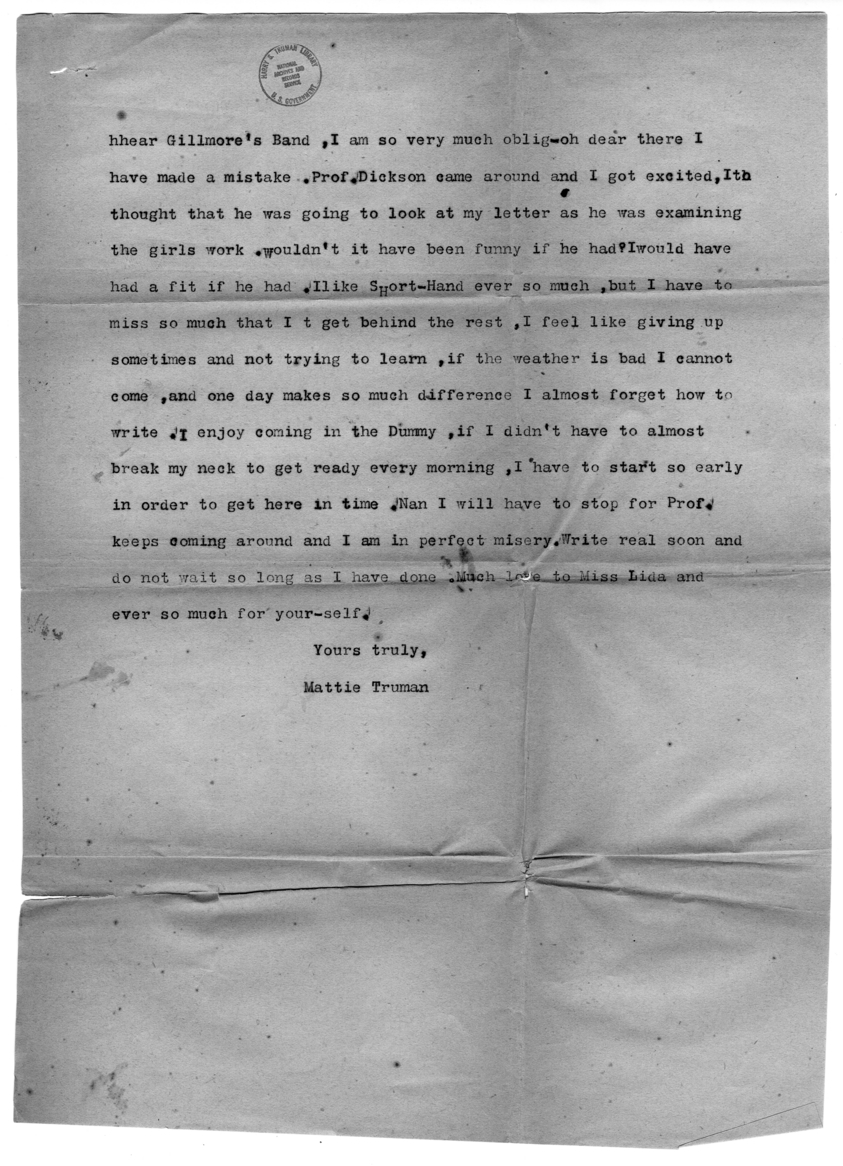 HARRY S. TRUMAN LIBRARY
NATIONAL
ARCHIVES AND
RECORDS
SERVICE
U. S. GOVERNMENT
hhear Gillmore's Band ,I am so very much oblig-oh dear there I
have made a mistake .Prof.Dickson came around and I got excited,Ith
thought that he was going to look at my letter as he was examining
the girls work .wouldn't it have been funny if he had?Iwould have
had a fit if he had .Ilike SHort-Hand ever so much ,but I have to
miss so much that I t get behind the rest ,I feel like giving up
sometimes and not trying to learn ,if the weather is bad I cannot
come ,and one day makes so much difference I almost forget how to
write .I enjoy coming in the Dummy ,if I didn't have to almost
break my neck to get ready every morning ,I have to start so early
in order to get here in time .Nan I will have to stop for Prof.
keeps coming around and I am in perfect misery.Write real soon and
do not wait so long as I have done .Much love to Miss Lida and
ever so much for your-self.
Yours truly,
Mattie Truman